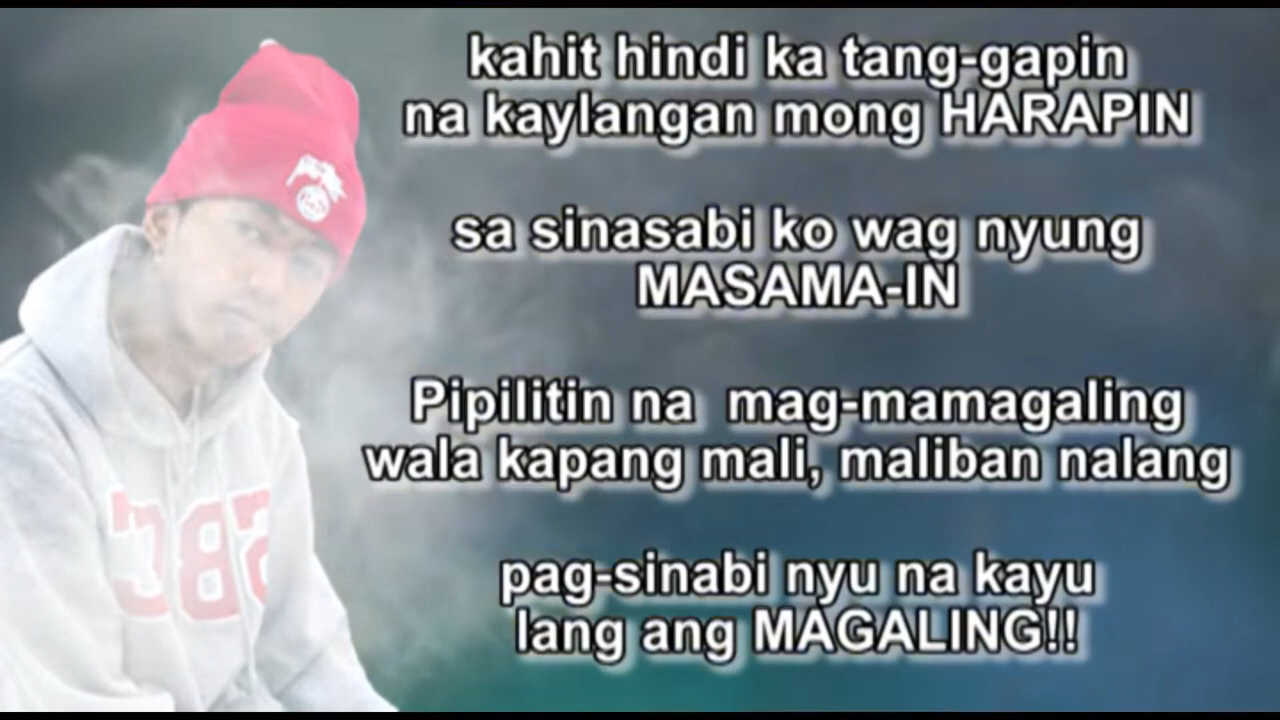 kahit hindi ka tang-gapin
na kaylangan mong HARAPIN
sa sinasabi ko wag nyung
MASAMA-IN
Pipilitin na mag-mamagaling
wala kapang mali, maliban nalang
pag-sinabi nyu na kayu
lang ang MAGALING!!